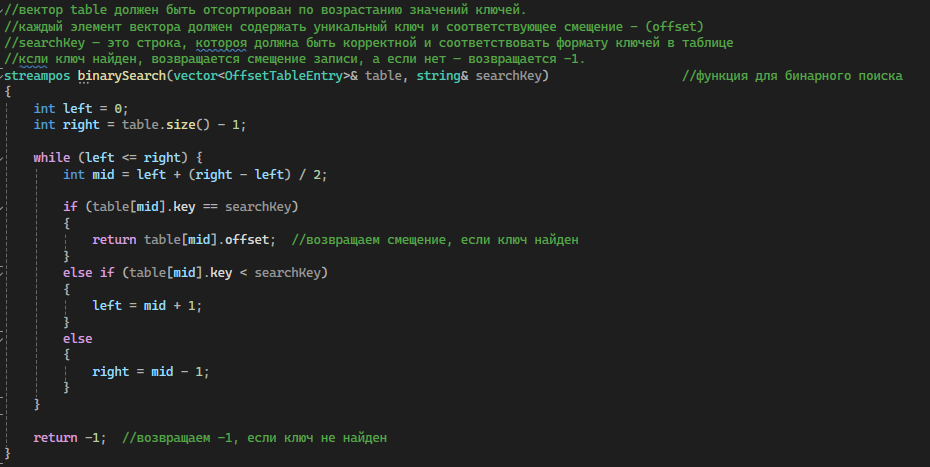 //вектор table должен быть отсортирован по возрастанию значений ключей.
//каждый элемент вектора должен содержать уникальный ключ и соответствующее смещение - (offset)
//searchKey — это строка, котороя должна быть корректной и соответствовать формату ключей в таблице
//ксли ключ найден, возвращается смещение записи, а если нет — возвращается -1.
streampos binarySearch(vector<OffsetTableEntry>& table, string& searchKey) //функция для бинарного поиска
{
int left = 0;
int right = table.size() - 1;
while (left <= right) {
int mid = left + (right - left) / 2;
if (table[mid].key == searchKey)
{
return table[mid].offset; //возвращаем смещение, если ключ найден
}
else if (table[mid].key < searchKey)
{
left = mid + 1;
}
else
{
right = mid - 1;
}
}
return -1; //возвращаем -1, если ключ не найден
}